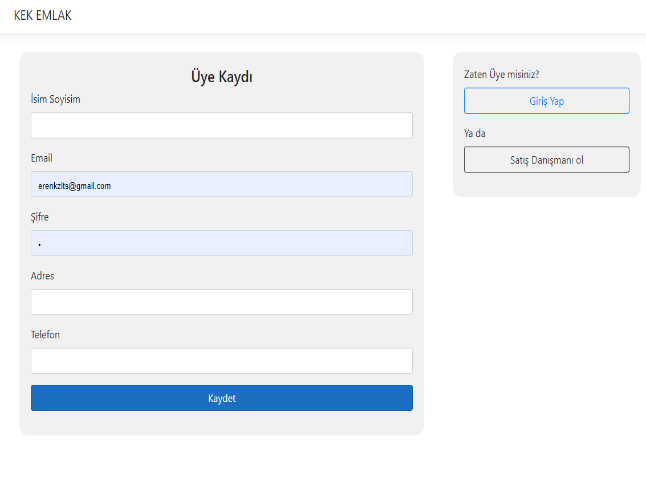 KEK EMLAK
Üye Kaydı
İsim Soyisim
Email
erenkzlts@gmail.com
Şifre
Adres
Telefon
Kaydet
Zaten Üye misiniz?
Giriş Yap
Ya da
Satış Danışmanı ol